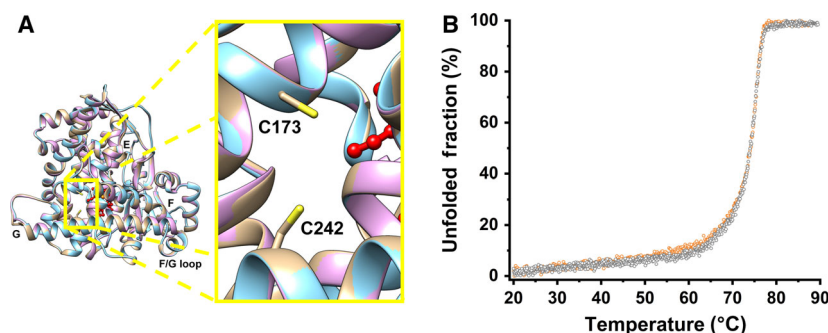 A
C173
C242
E
F
G
F/G loop
B
Unfolded fraction (%)
100
80
60
40
20
0
20 30 40 50 60 70 80 90
Temperature (°C)